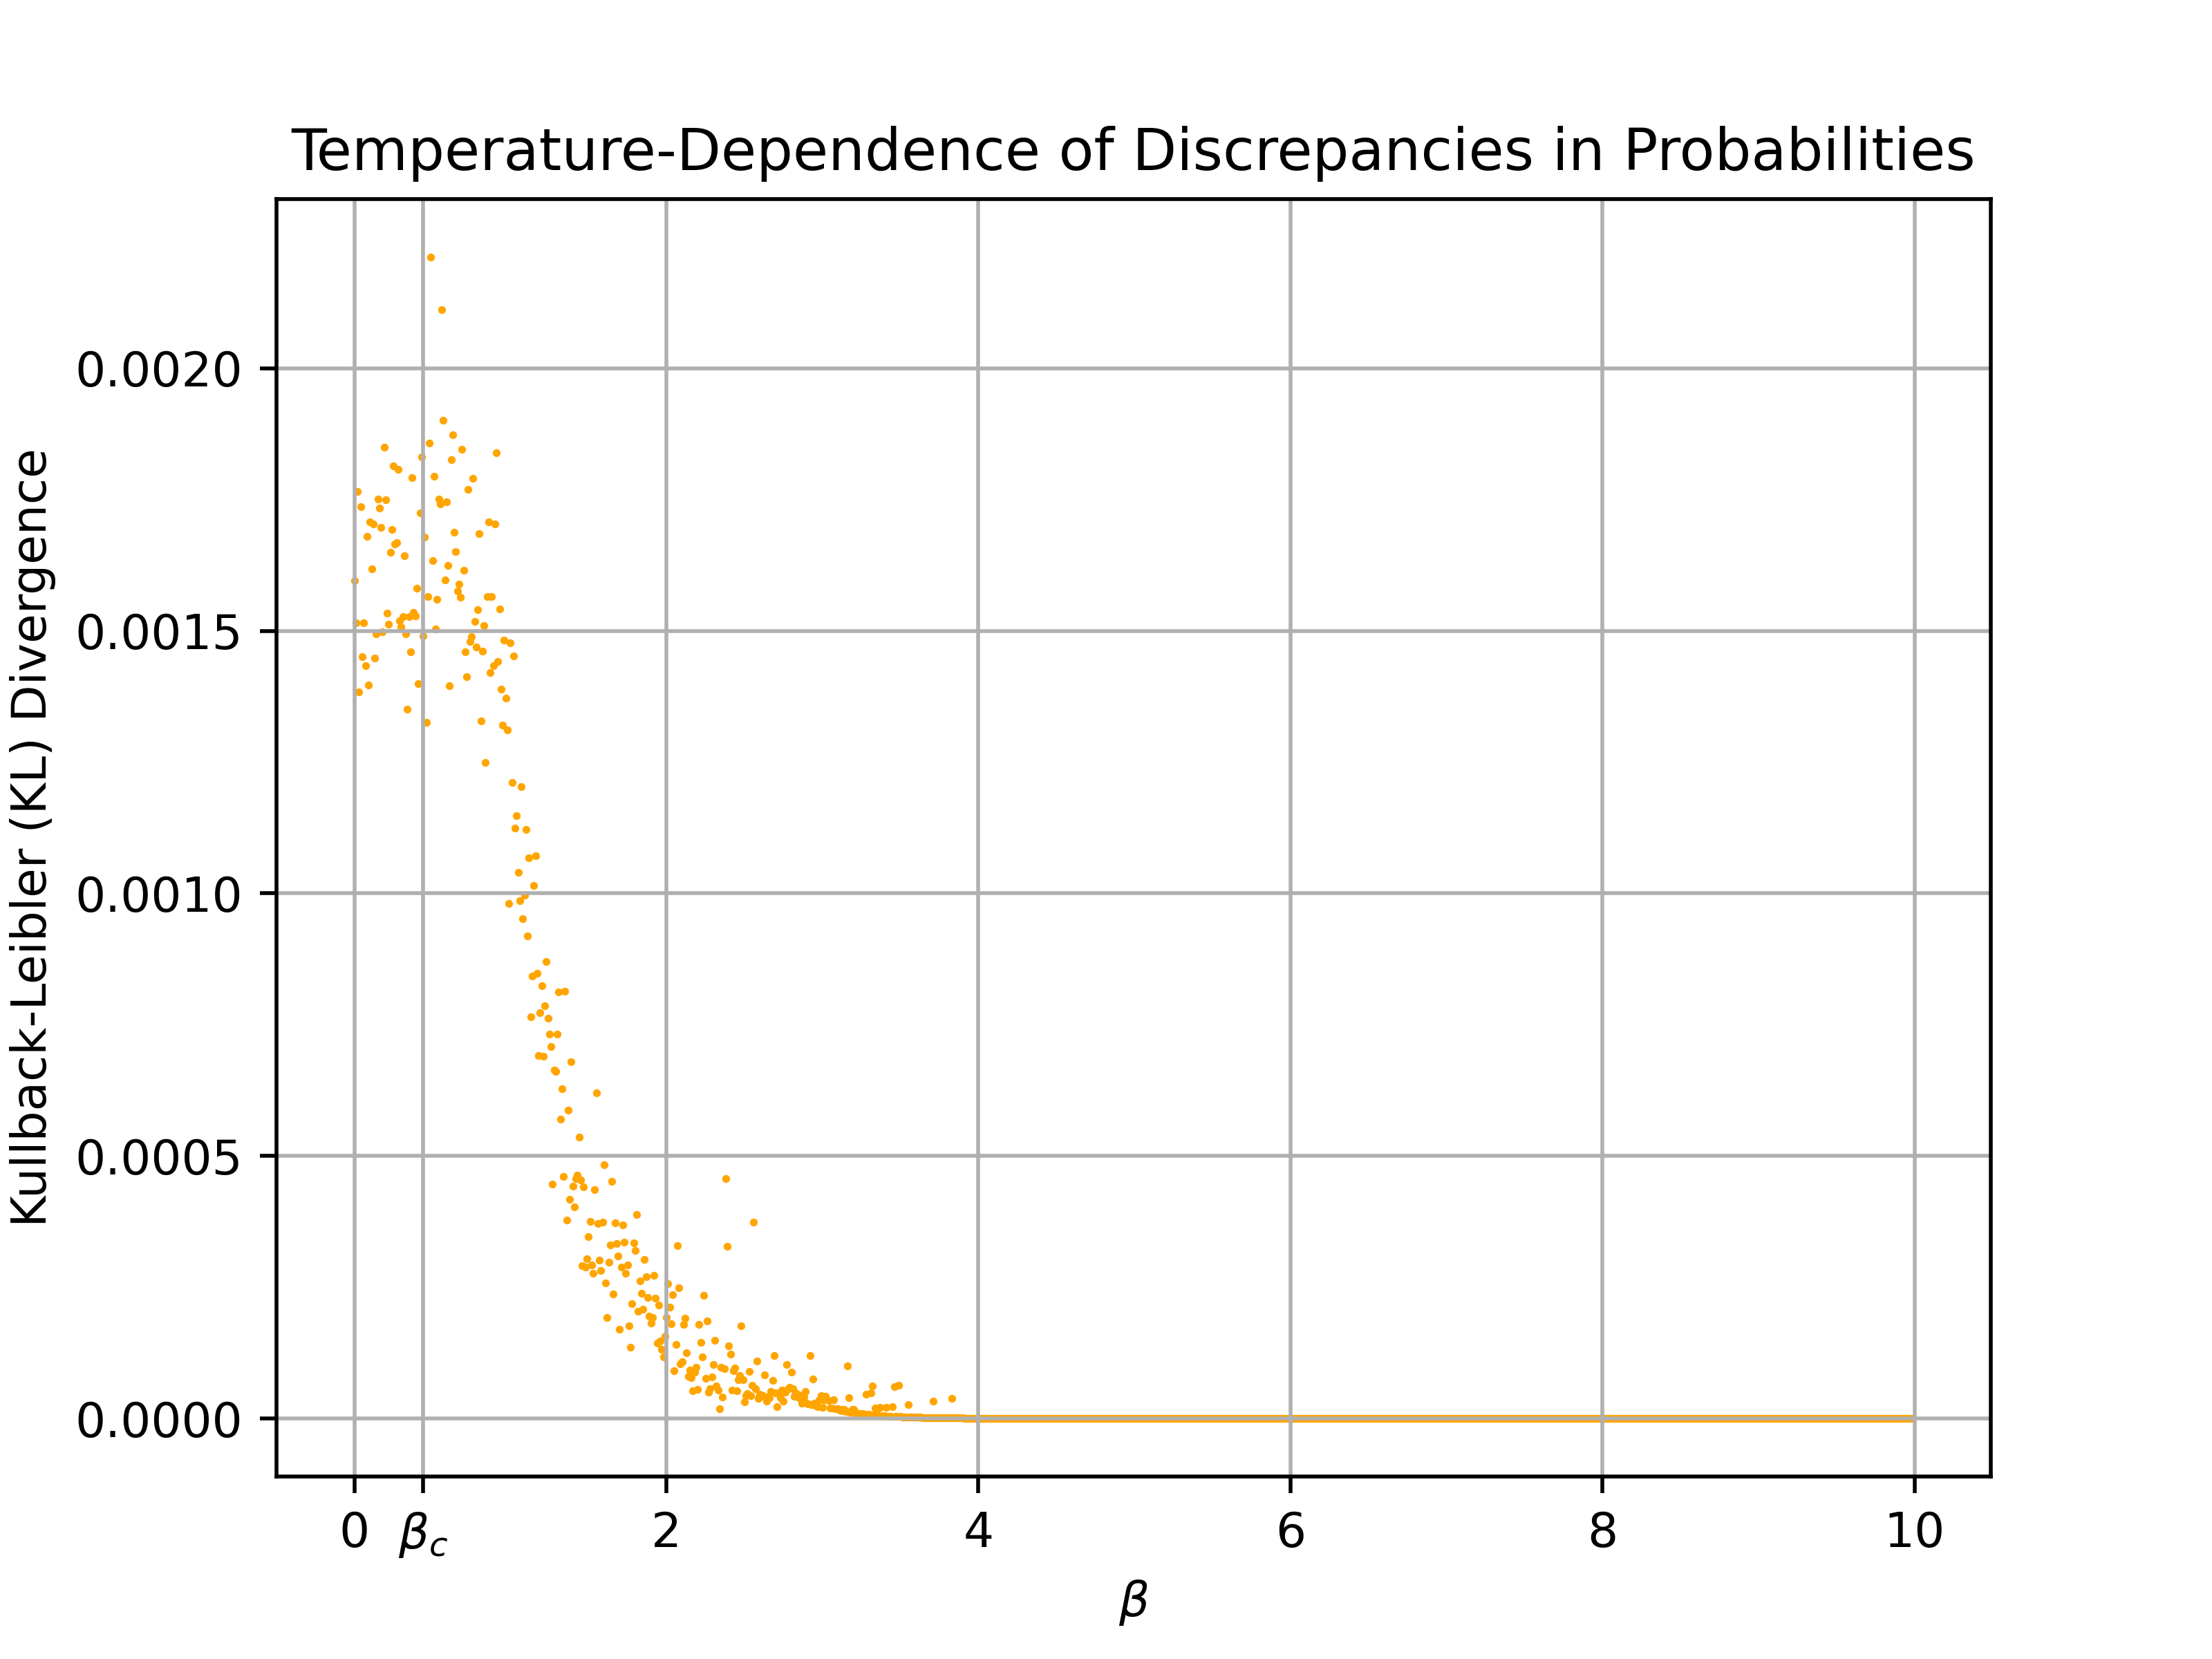 Temperature-Dependence of Discrepancies in Probabilities
Kullback-Leibler (KL) Divergence
0.0020
0.0015
0.0010
0.0005
0.0000
0 β_c 2 4 6 8 10
β